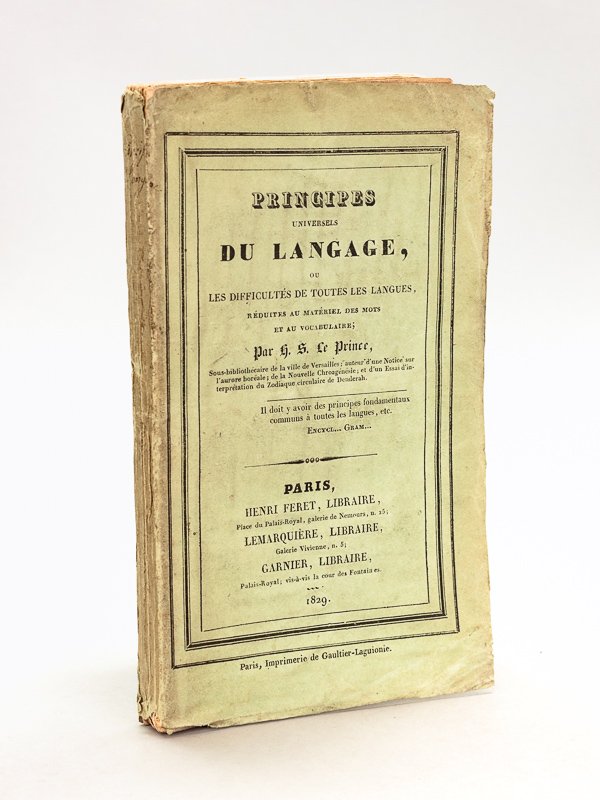 PRINCIPES
UNIVERSELS
DU LANGAGE,
OU
LES DIFFICULTÉS DE TOUTES LES LANGUES,
RÉDUITES AU MATÉRIEL DES MOTS
ET AU VOCABULAIRE;
Par H. S. Le Prince,
Sous-bibliothécaire de la ville de Versailles; auteur d'une Notice sur
l'aurore boréale; de la Nouvelle Chroagénésie; et d'un Essai d'in-
terprétation du Zodiaque circulaire de Denderah.
Il doit y avoir des principes fondamentaux
communs à toutes les langues, etc.
ENCYCL... GRAM...
PARIS,
HENRI FERET, LIBRAIRE,
Place du Palais-Royal, galerie de Nemours, n. 15;
LEMARQUIÈRE, LIBRAIRE,
Galerie Vivienne, n. 5;
GARNIER, LIBRAIRE,
Palais-Royal; vis-à-vis la cour des Fontaines.
1829.
Paris, Imprimerie de Gaultier-Laguionie.